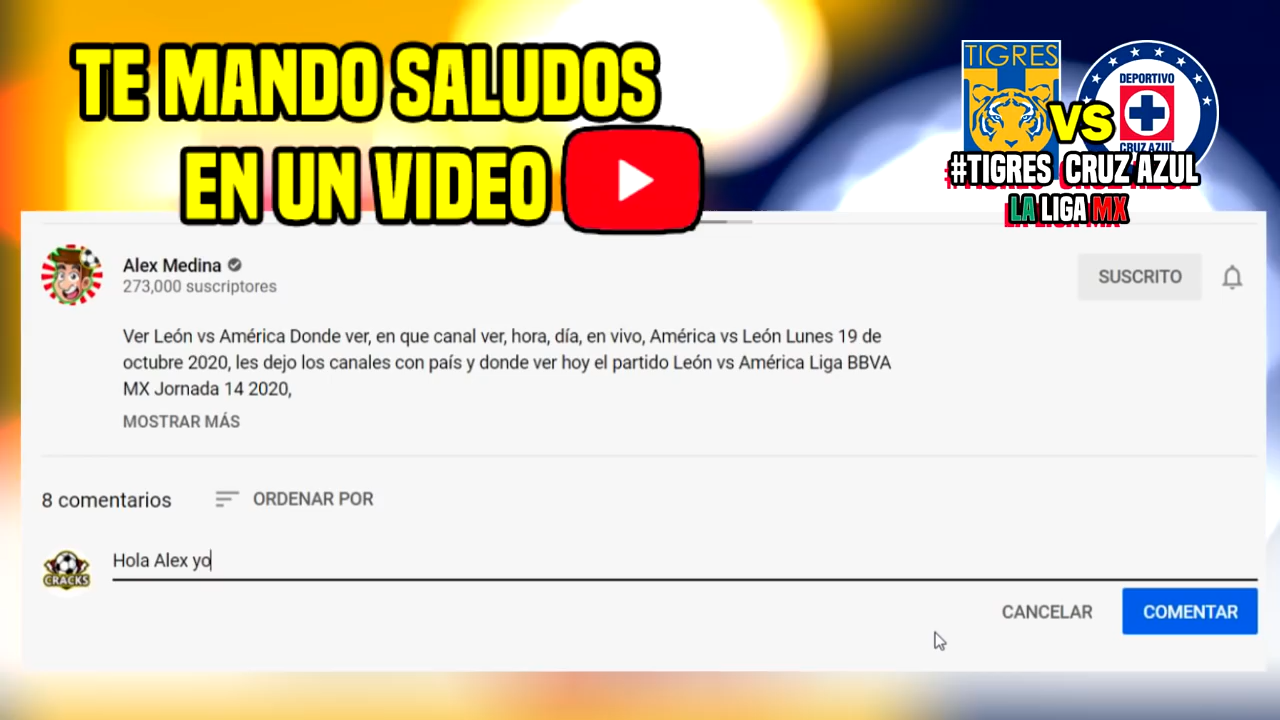 TE MANDO SALUDOS
EN UN VIDEO
TIGRES
DEPORTIVO
CRUZ AZUL
VS
#TIGRES CRUZ AZUL
LA LIGA MX
Alex Medina
273,000 suscriptores
SUSCRITO
Ver León vs América Donde ver, en que canal ver, hora, día, en vivo, América vs León Lunes 19 de
octubre 2020, les dejo los canales con país y donde ver hoy el partido León vs América Liga BBVA
MX Jornada 14 2020,
MOSTRAR MÁS
8 comentarios
ORDENAR POR
CRACKS
Hola Alex yo
CANCELAR
COMENTAR